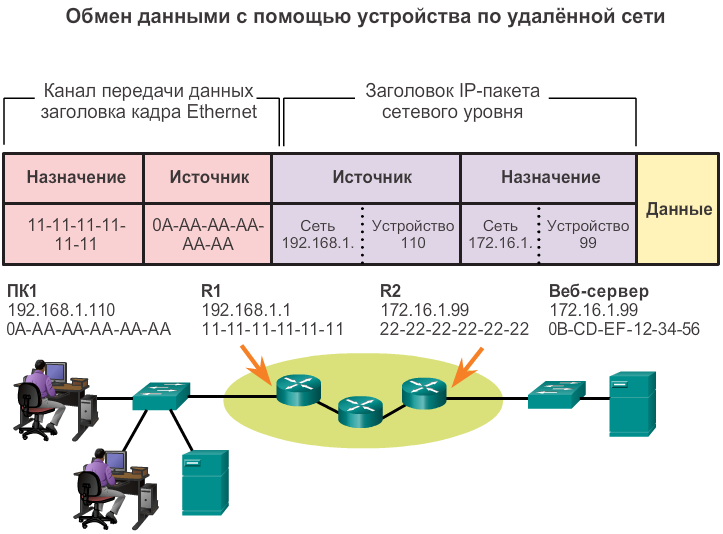 Обмен данными с помощью устройства по удалённой сети
Канал передачи данных
заголовка кадра Ethernet
Заголовок IP-пакета
сетевого уровня
Назначение
Источник
Источник
Назначение
Данные
11-11-11-11-
11-11
0A-AA-AA-AA-
AA-AA
Сеть
192.168.1.
Устройство
110
Сеть
172.16.1.
Устройство
99
ПК1
192.168.1.110
0A-AA-AA-AA-AA-AA
R1
192.168.1.1
11-11-11-11-11-11
R2
172.16.1.99
22-22-22-22-22-22
Веб-сервер
172.16.1.99
0B-CD-EF-12-34-56